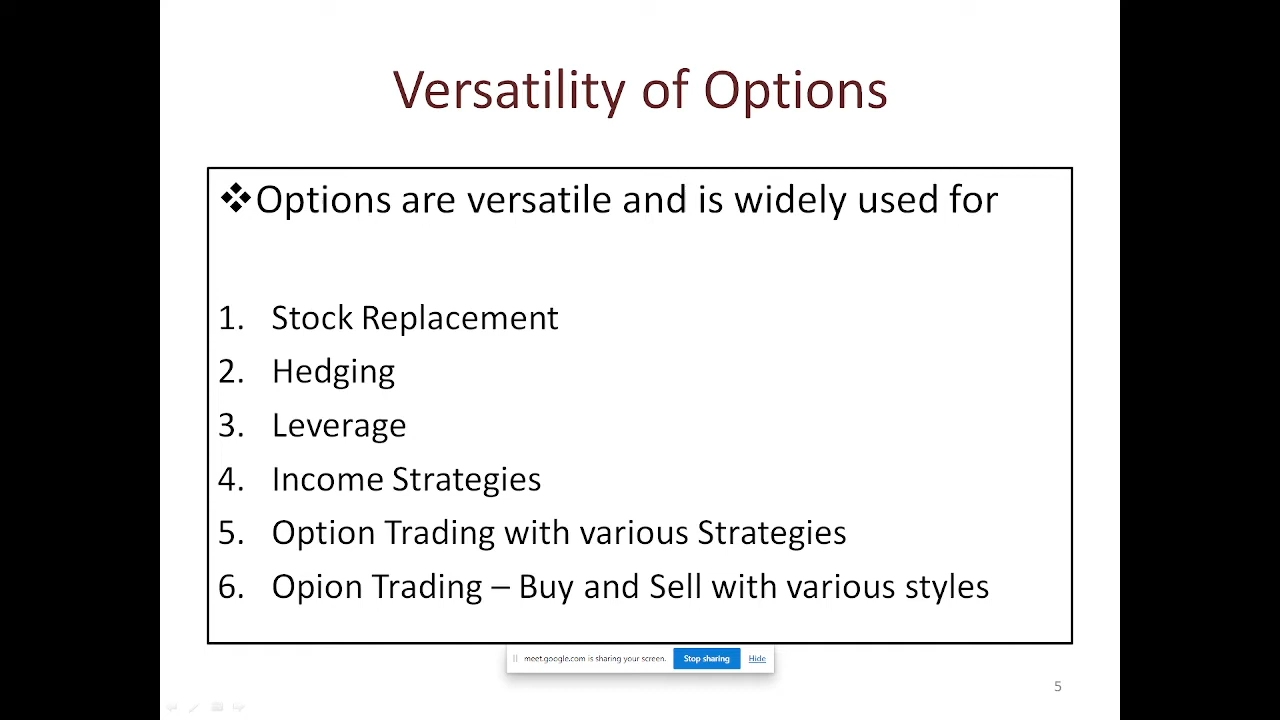 Versatility of Options
❖Options are versatile and is widely used for
1. Stock Replacement
2. Hedging
3. Leverage
4. Income Strategies
5. Option Trading with various Strategies
6. Opion Trading – Buy and Sell with various styles
meet.google.com is sharing your screen. Stop sharing Hide
5